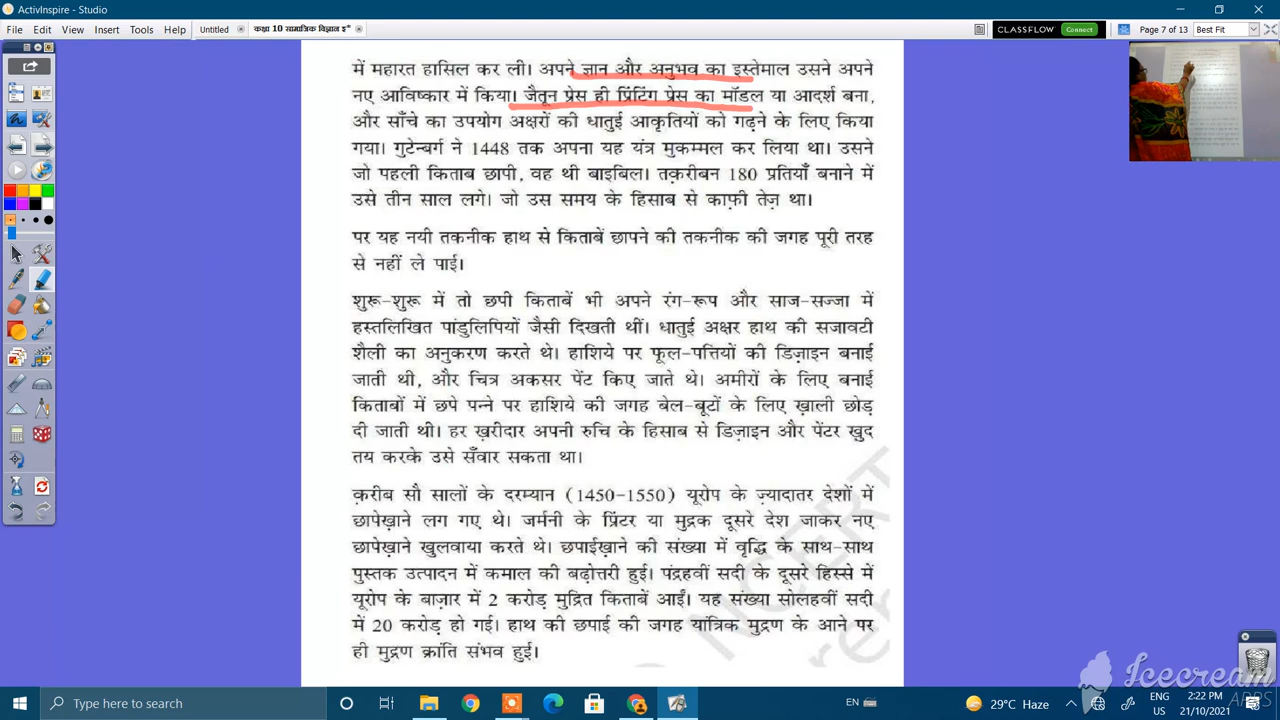 ActivInspire - Studio
File Edit View Insert Tools Help
Untitled
कक्षा 10 सामाजिक विज्ञान इ*
CLASSFLOW Connect
Page 7 of 13
Best Fit
में महारत हासिल कर ली। अपने ज्ञान और अनुभव का इस्तेमाल उसने अपने
नए आविष्कार में किया। जैतून प्रेस ही प्रिंटिंग प्रेस का मॉडल या आदर्श बना,
और साँचे का उपयोग अक्षरों की धातुई आकृतियों को गढ़ने के लिए किया
गया। गुटेन्बर्ग ने 1448 तक अपना यह यंत्र मुकम्मल कर लिया था। उसने
जो पहली किताब छापी, वह थी बाइबिल। तक़रीबन 180 प्रतियाँ बनाने में
उसे तीन साल लगे। जो उस समय के हिसाब से काफ़ी तेज़ था।
पर यह नयी तकनीक हाथ से किताबें छापने की तकनीक की जगह पूरी तरह
से नहीं ले पाई।
शुरू-शुरू में तो छपी किताबें भी अपने रंग-रूप और साज-सज्जा में
हस्तलिखित पांडुलिपियों जैसी दिखती थीं। धातुई अक्षर हाथ की सजावटी
शैली का अनुकरण करते थे। हाशिये पर फूल-पत्तियों की डिज़ाइन बनाई
जाती थी, और चित्र अकसर पेंट किए जाते थे। अमीरों के लिए बनाई
किताबों में छपे पन्ने पर हाशिये की जगह बेल-बूटों के लिए ख़ाली छोड़
दी जाती थी। हर ख़रीदार अपनी रुचि के हिसाब से डिज़ाइन और पेंटर खुद
तय करके उसे सँवार सकता था।
क़रीब सौ सालों के दरम्यान (1450-1550) यूरोप के ज़्यादातर देशों में
छापेख़ाने लग गए थे। जर्मनी के प्रिंटर या मुद्रक दूसरे देश जाकर नए
छापेख़ाने खुलवाया करते थे। छपाईख़ाने की संख्या में वृद्धि के साथ-साथ
पुस्तक उत्पादन में कमाल की बढ़ोत्तरी हुई। पंद्रहवीं सदी के दूसरे हिस्से में
यूरोप के बाज़ार में 2 करोड़ मुद्रित किताबें आईं। यह संख्या सोलहवीं सदी
में 20 करोड़ हो गई। हाथ की छपाई की जगह यांत्रिक मुद्रण के आने पर
ही मुद्रण क्रांति संभव हुई।
NCERT
Icecream
APPS
Type here to search
EN
29°C Haze
ENG
US
2:22 PM
21/10/2021